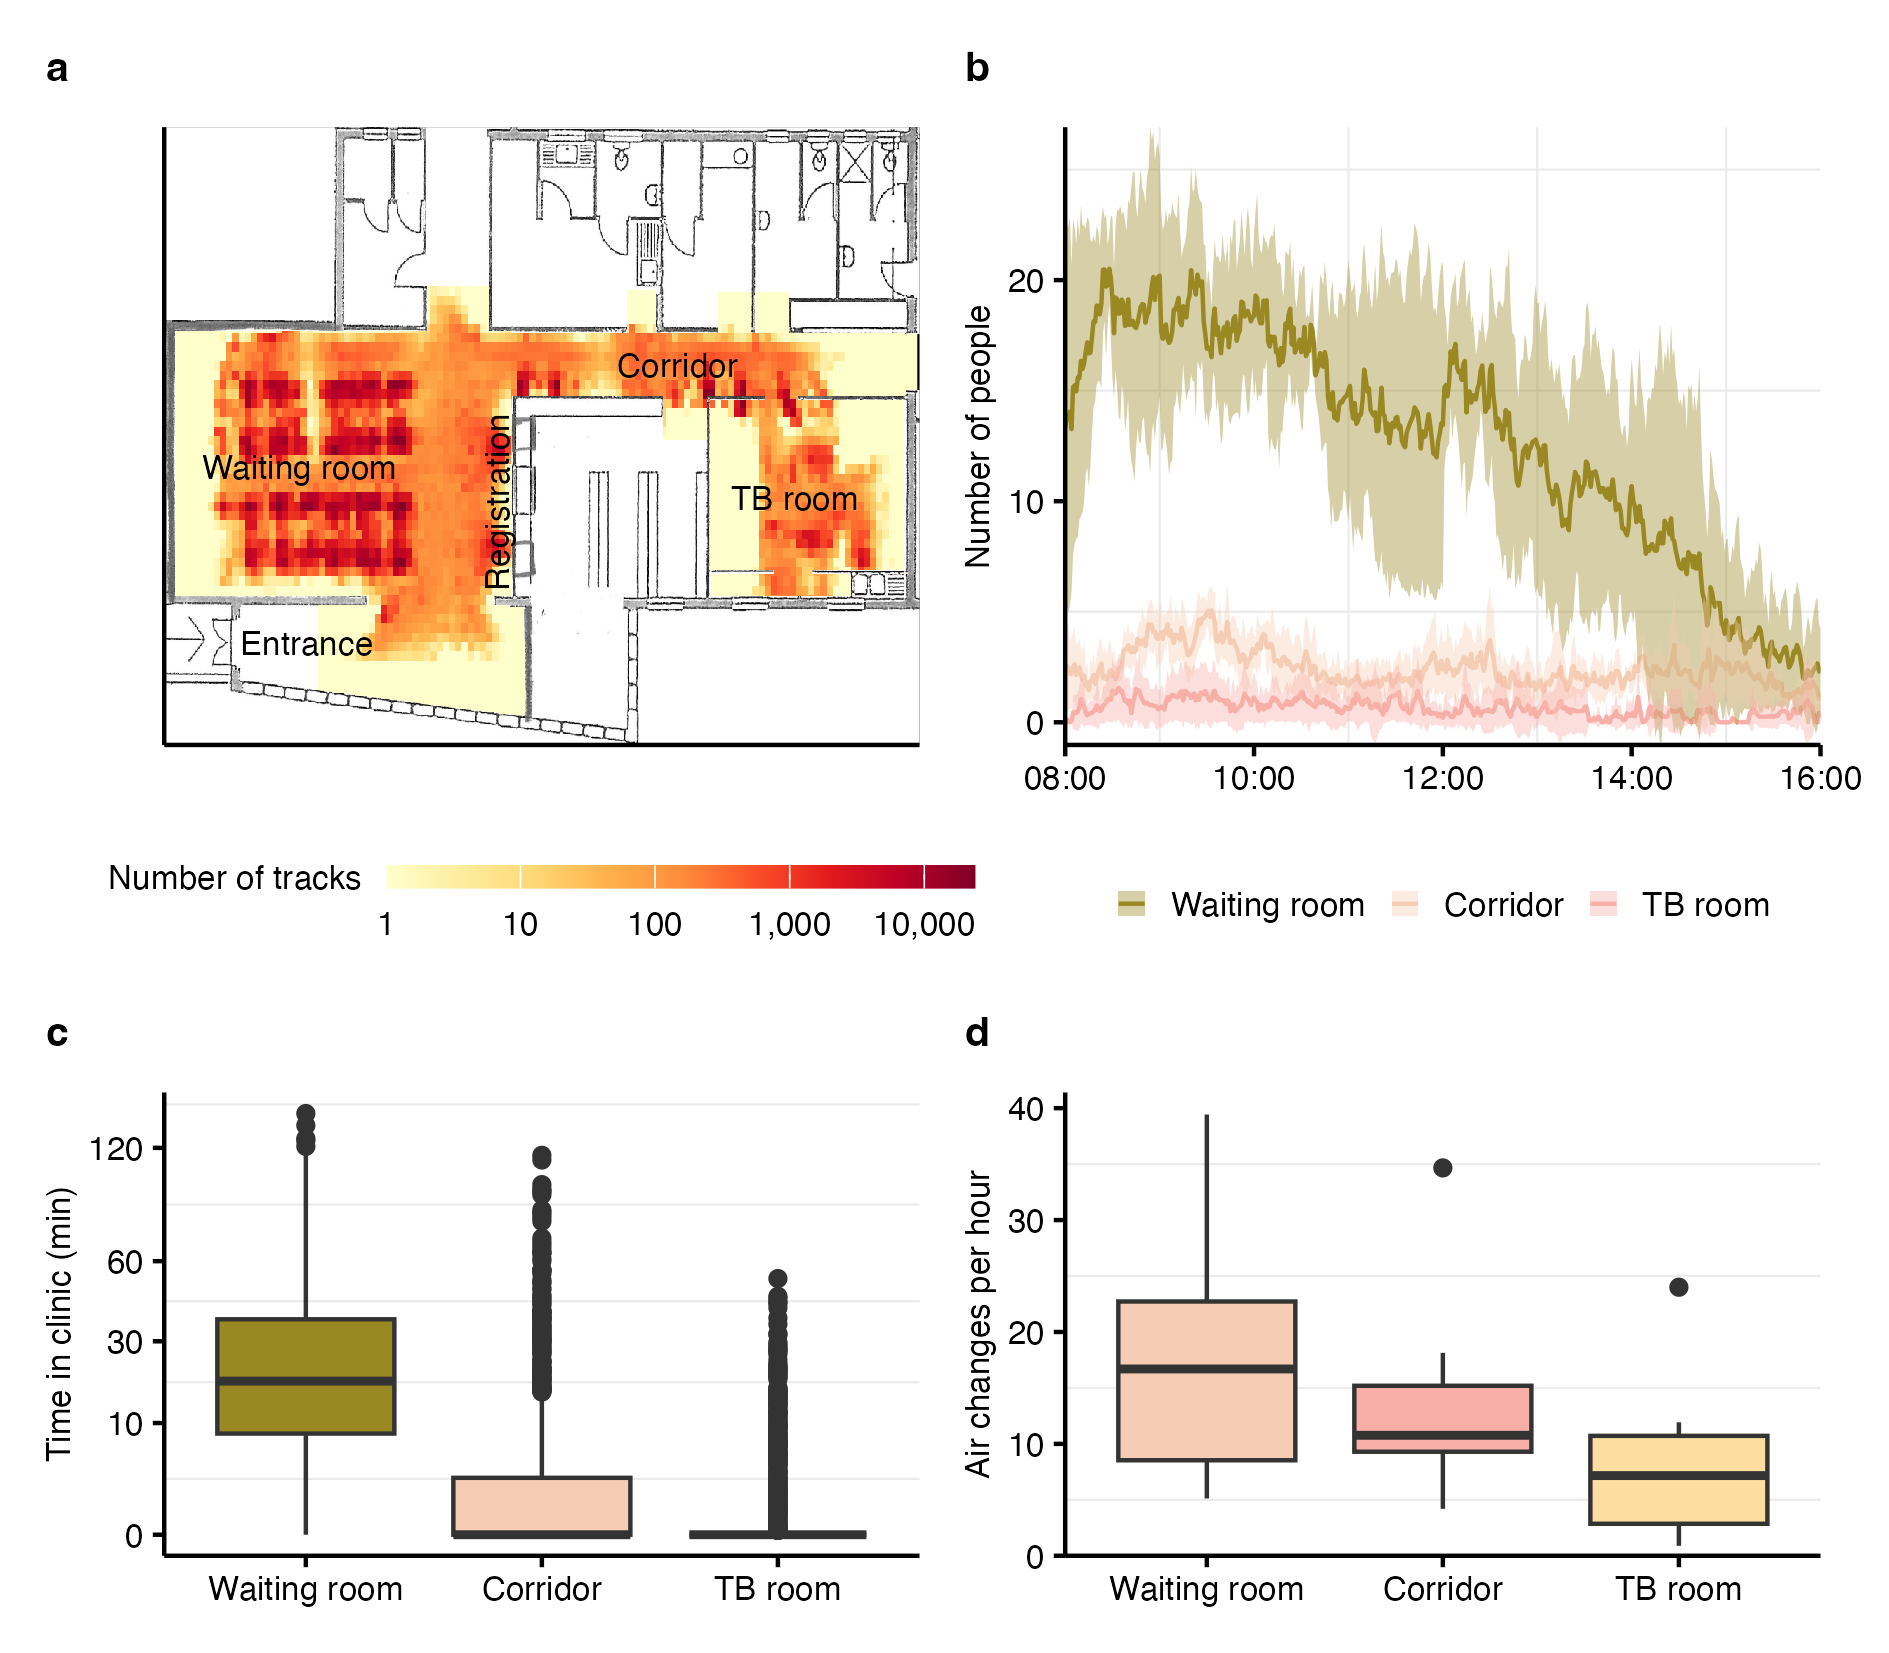 a
Corridor
Waiting room
Registration
TB room
Entrance
Number of tracks
1 10 100 1,000 10,000
b
Number of people
20
10
0
08:00 10:00 12:00 14:00 16:00
Waiting room Corridor TB room
c
Time in clinic (min)
120
60
30
10
0
Waiting room Corridor TB room
d
Air changes per hour
40
30
20
10
0
Waiting room Corridor TB room